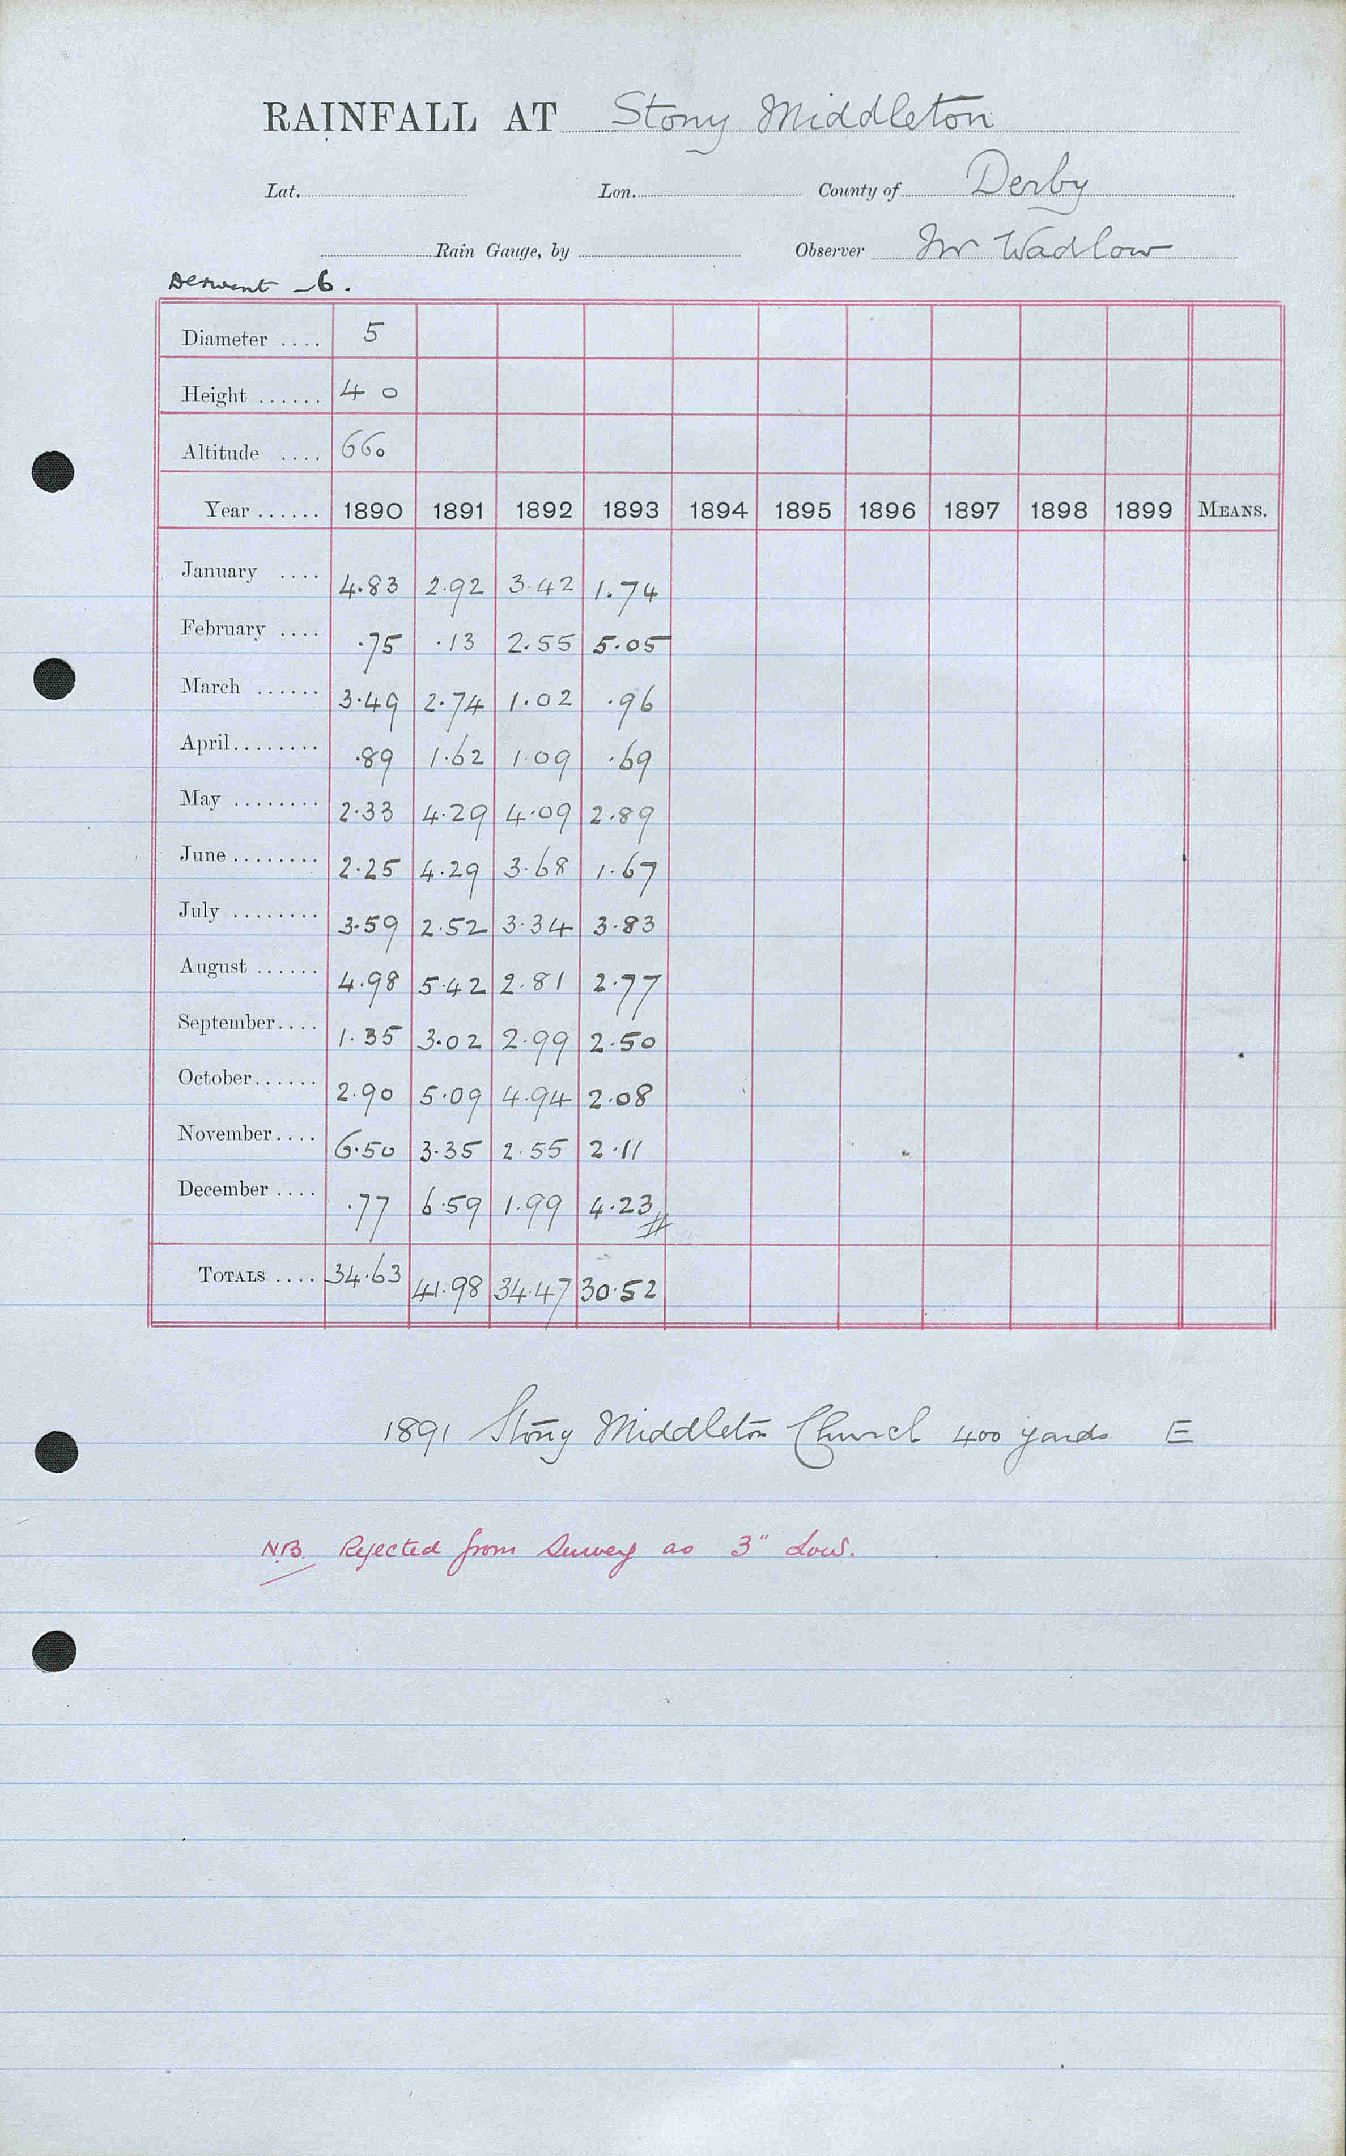 RAINFALL AT Stony Middleton
Lat. Lon. County of Derby
Rain Gauge, by Observer Mr Wadlow
Derwent -6.
Diameter .... 5
Height ...... 4 0
Altitude .... 660
Year ...... 1890 1891 1892 1893 1894 1895 1896 1897 1898 1899 MEANS.
January .... 4.83 2.92 3.42 1.74
February .... .75 .13 2.55 5.05
March ...... 3.49 2.74 1.02 .96
April........ .89 1.62 1.09 .69
May ........ 2.33 4.29 4.09 2.89
June ........ 2.25 4.29 3.68 1.67
July ........ 3.59 2.52 3.34 3.83
August ...... 4.98 5.42 2.81 2.77
September.... 1.35 3.02 2.99 2.50
October...... 2.90 5.09 4.94 2.08
November.... 6.50 3.35 2.55 2.11
December .... .77 6.59 1.99 4.23
TOTALS .... 34.63 41.98 34.47 30.52
1891 Stony Middleton Church 400 yards E
N.B. Rejected from Survey as 3" Low.